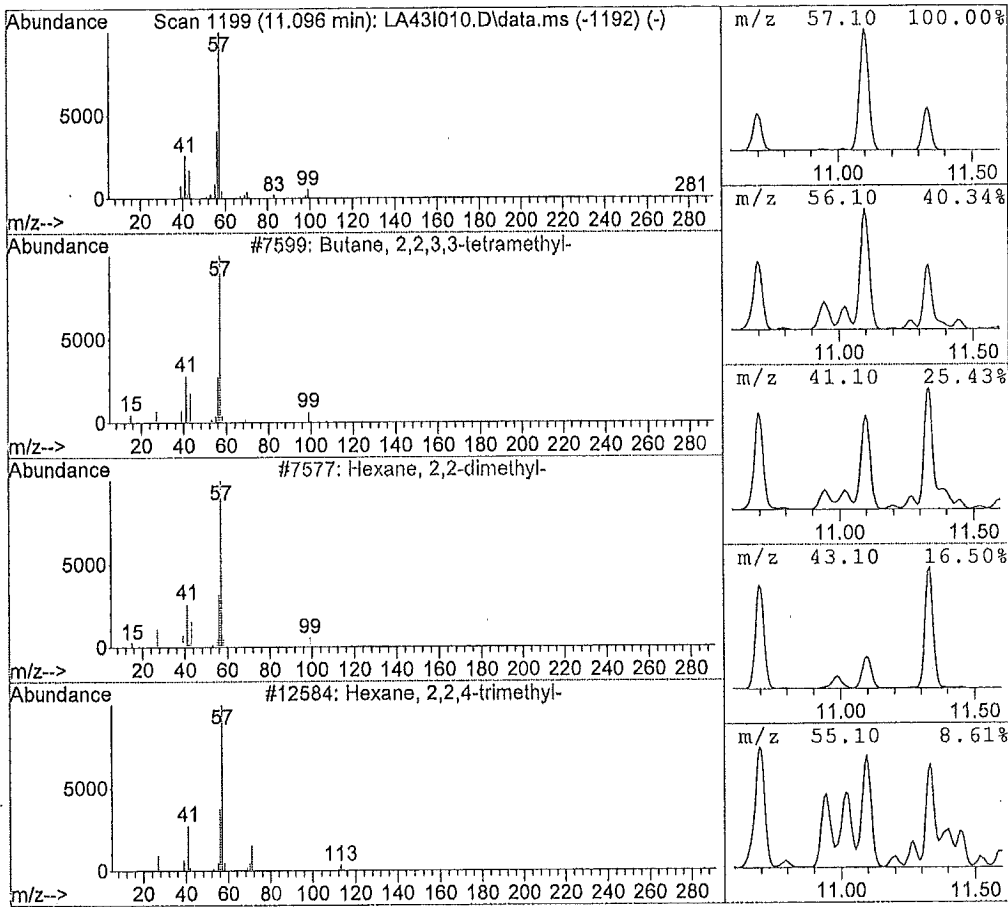 Abundance Scan 1199 (11.096 min): LA43I010.D\data.ms (-1192) (-)
57
5000
41
83 99 281
0
m/z--> 20 40 60 80 100 120 140 160 180 200 220 240 260 280
Abundance #7599: Butane, 2,2,3,3-tetramethyl-
57
5000
41
15 99
0
m/z--> 20 40 60 80 100 120 140 160 180 200 220 240 260 280
Abundance #7577: Hexane, 2,2-dimethyl-
57
5000
41
15 99
0
m/z--> 20 40 60 80 100 120 140 160 180 200 220 240 260 280
Abundance #12584: Hexane, 2,2,4-trimethyl-
57
5000
41
113
0
m/z--> 20 40 60 80 100 120 140 160 180 200 220 240 260 280
m/z 57.10 100.00%
11.00 11.50
m/z 56.10 40.34%
11.00 11.50
m/z 41.10 25.43%
11.00 11.50
m/z 43.10 16.50%
11.00 11.50
m/z 55.10 8.61%
11.00 11.50